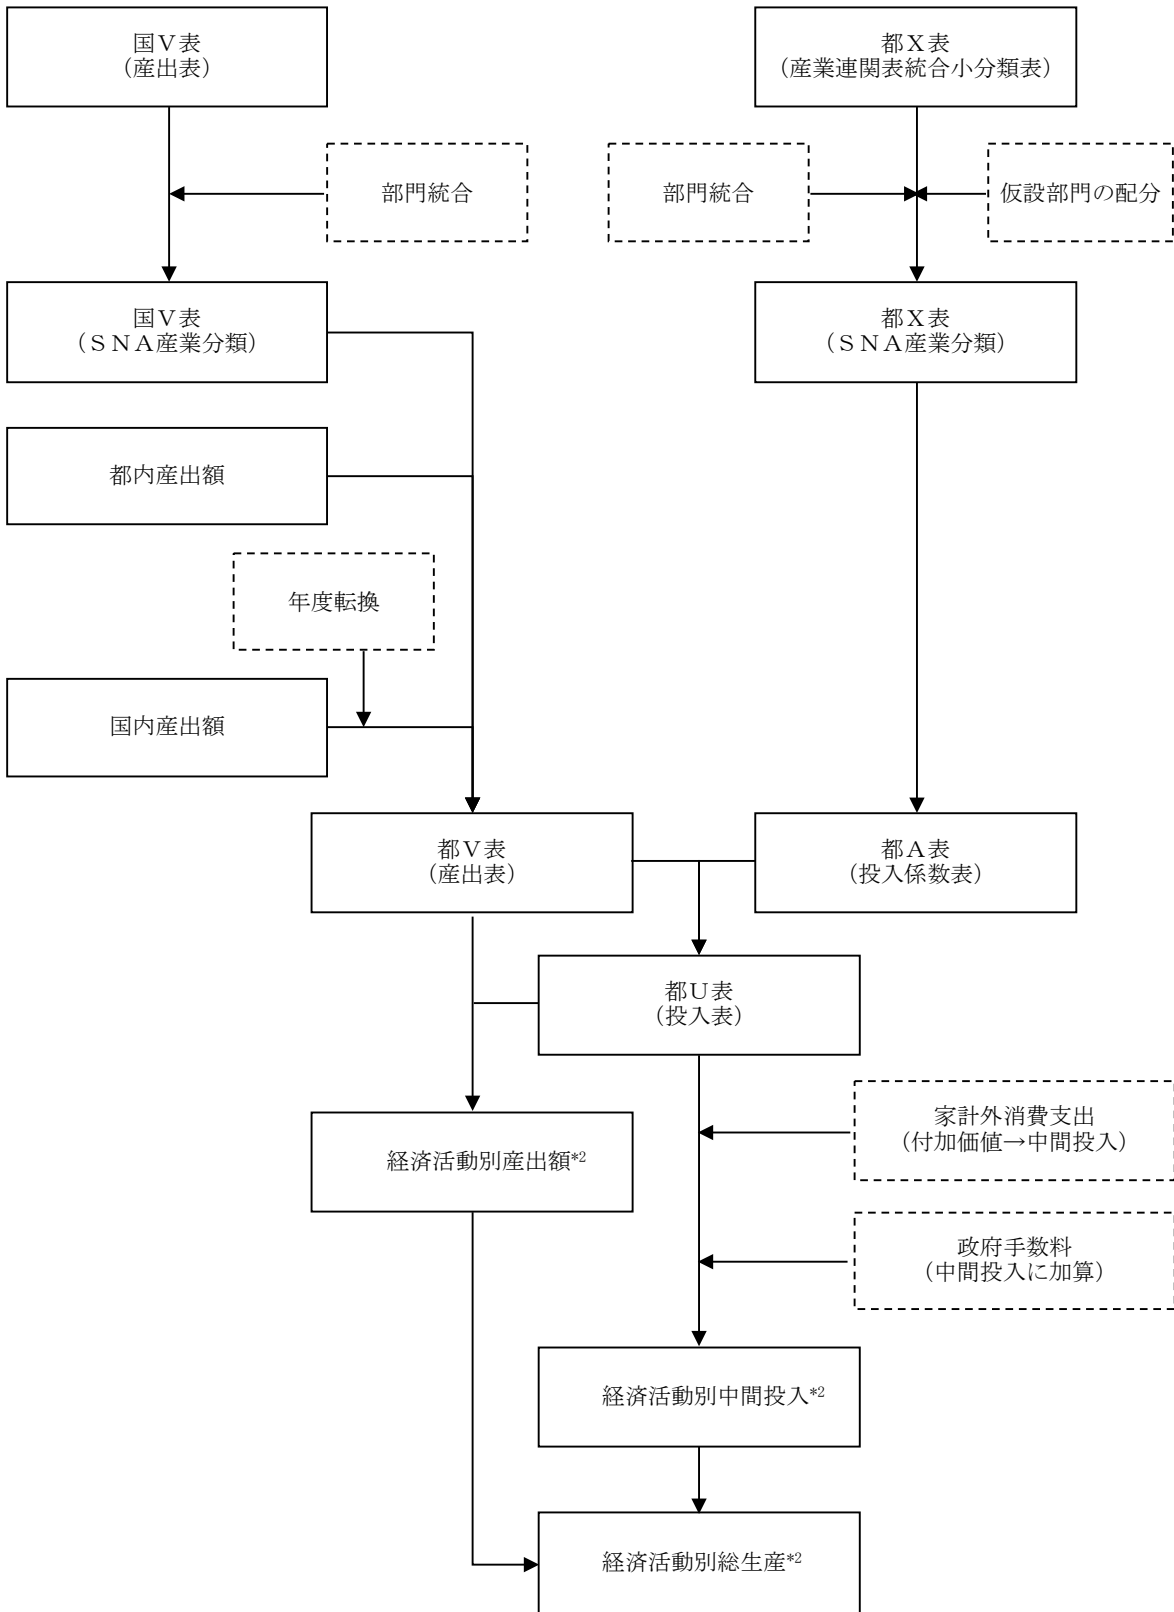 国Ｖ表
（産出表）
都Ｘ表
（産業連関表統合小分類表）
部門統合
部門統合
仮設部門の配分
国Ｖ表
（ＳＮＡ産業分類）
都Ｘ表
（ＳＮＡ産業分類）
都内産出額
年度転換
国内産出額
都Ｖ表
（産出表）
都Ａ表
（投入係数表）
都Ｕ表
（投入表）
家計外消費支出
（付加価値→中間投入）
経済活動別産出額*2
政府手数料
（中間投入に加算）
経済活動別中間投入*2
経済活動別総生産*2